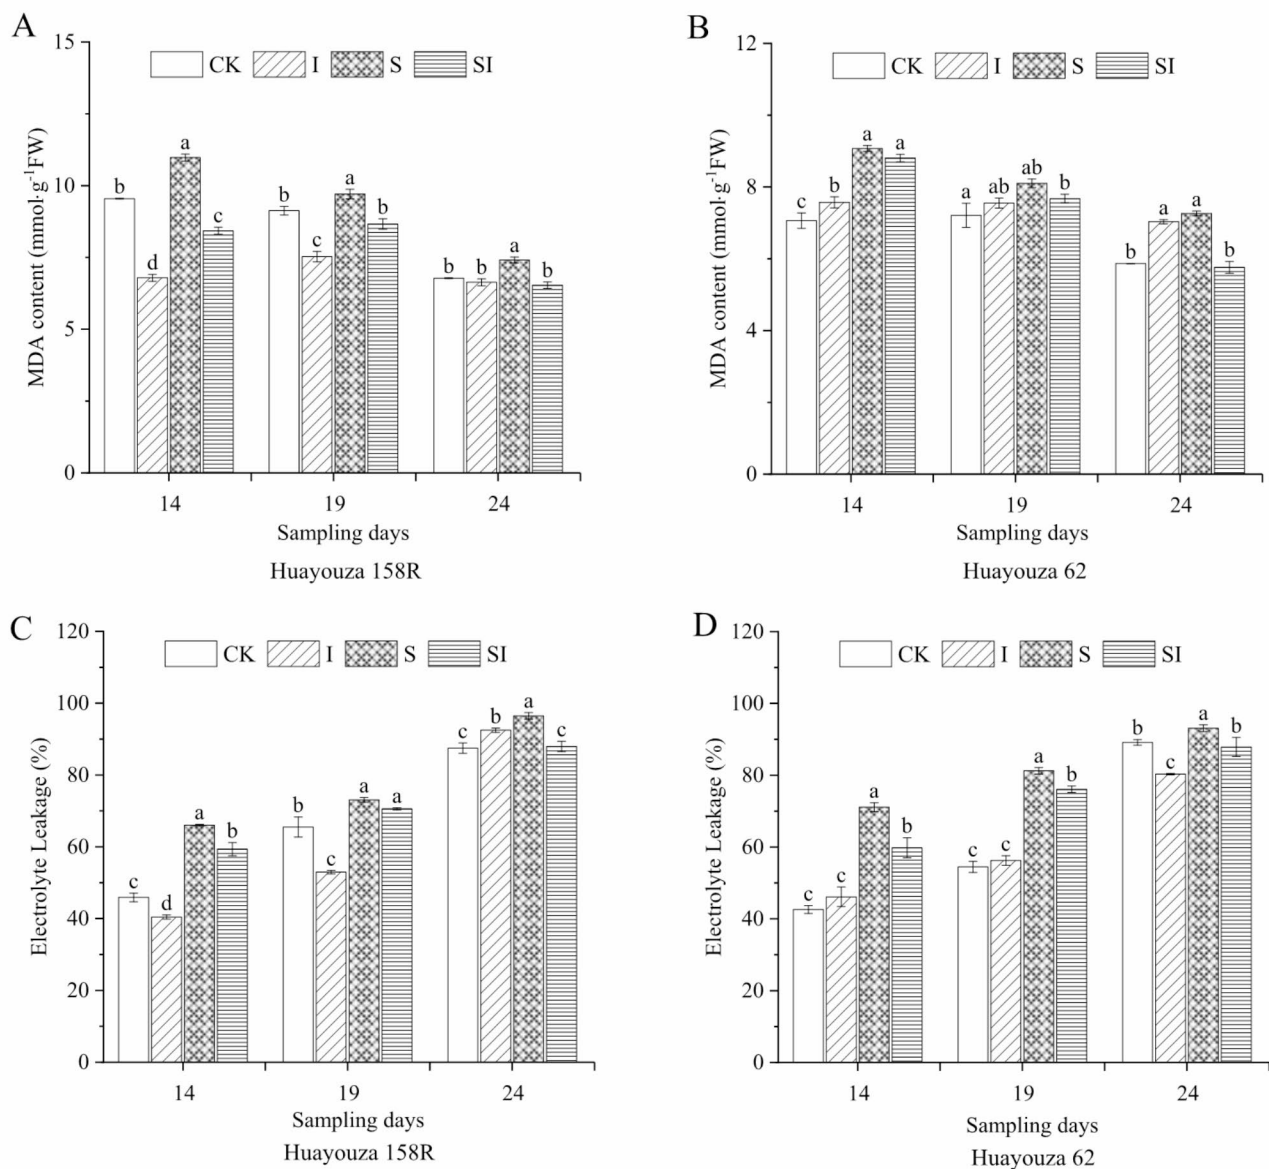 A
15
CK I S SI
a
b
a
10
b
c
b
c
a
d
b b b
5
0
14 19 24
MDA content (mmol·g⁻¹FW)
Sampling days
Huayouza 158R
B
12
CK I S SI
a a
ab
8
c b
a ab b
a a
b b
4
0
14 19 24
MDA content (mmol·g⁻¹FW)
Sampling days
Huayouza 62
C
120
CK I S SI
100
a
c b c
80
a a
b
a
60
b
c
c
d
40
20
0
14 19 24
Electrolyte Leakage (%)
Sampling days
Huayouza 158R
D
120
CK I S SI
100
a
b c b
80
a
b
a
60
b
c c
c c
40
20
0
14 19 24
Electrolyte Leakage (%)
Sampling days
Huayouza 62